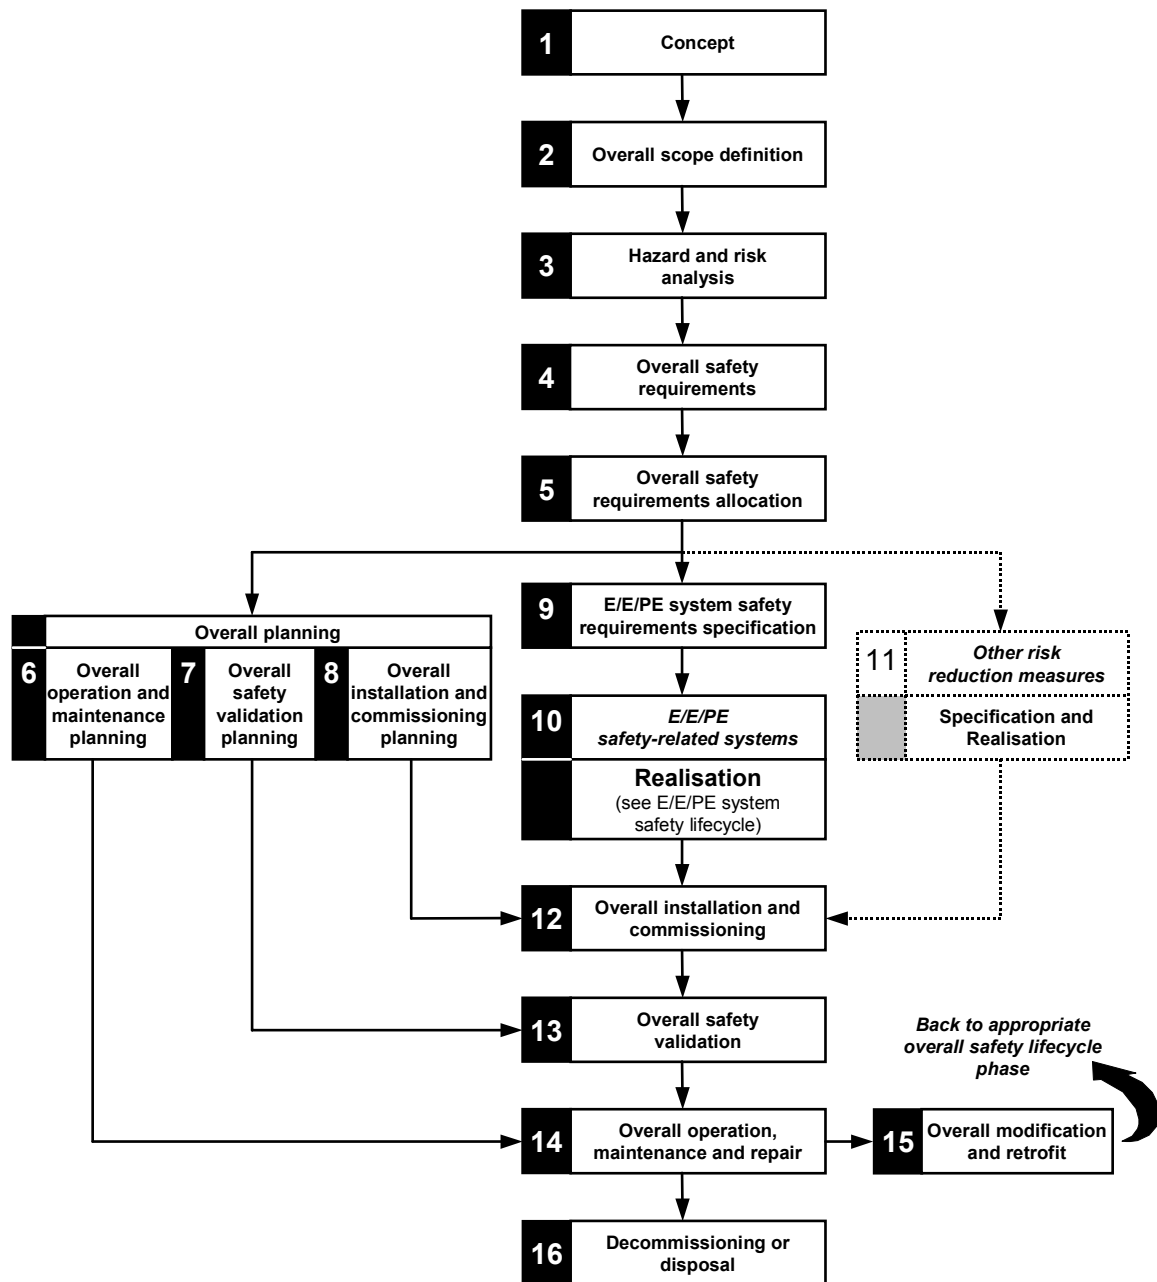 1
Concept
2
Overall scope definition
3
Hazard and risk
analysis
4
Overall safety
requirements
5
Overall safety
requirements allocation
Overall planning
6
Overall
operation and
maintenance
planning
7
Overall
safety
validation
planning
8
Overall
installation and
commissioning
planning
9
E/E/PE system safety
requirements specification
10
E/E/PE
safety-related systems
Realisation
(see E/E/PE system
safety lifecycle)
11
Other risk
reduction measures
Specification and
Realisation
12
Overall installation and
commissioning
13
Overall safety
validation
Back to appropriate
overall safety lifecycle
phase
14
Overall operation,
maintenance and repair
15
Overall modification
and retrofit
16
Decommissioning or
disposal